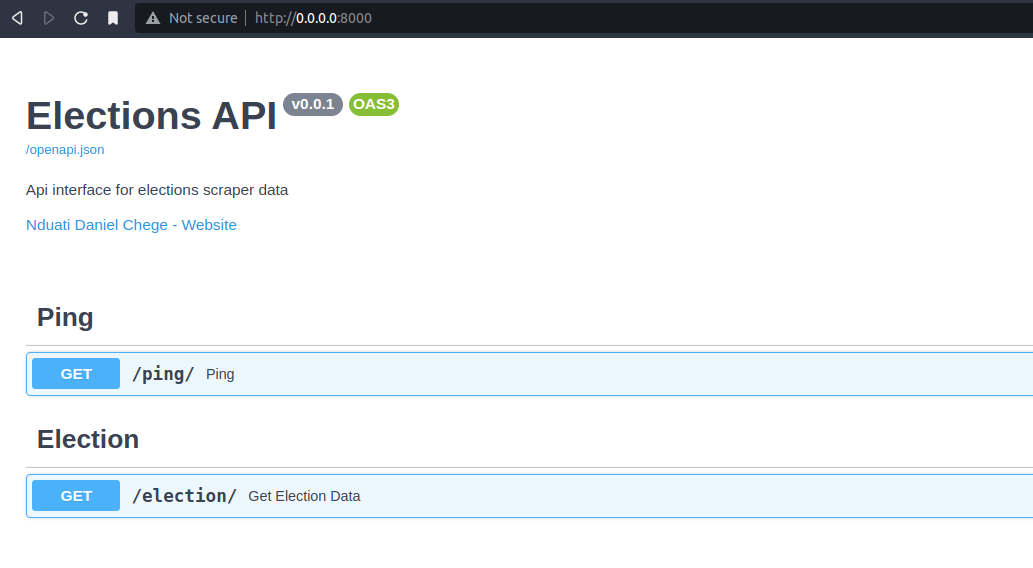 Not secure | http://0.0.0.0:8000
Elections API v0.0.1 OAS3
/openapi.json
Api interface for elections scraper data
Nduati Daniel Chege - Website
Ping
GET /ping/ Ping
Election
GET /election/ Get Election Data